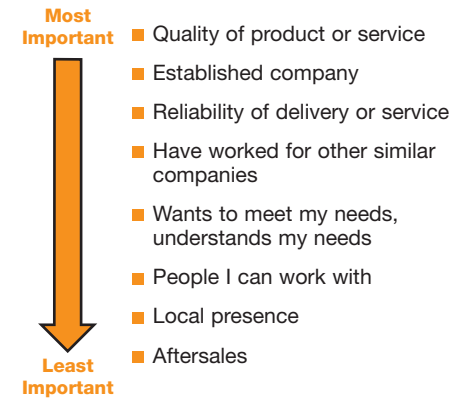 Most
Important
Quality of product or service
Established company
Reliability of delivery or service
Have worked for other similar
companies
Wants to meet my needs,
understands my needs
People I can work with
Local presence
Aftersales
Least
Important